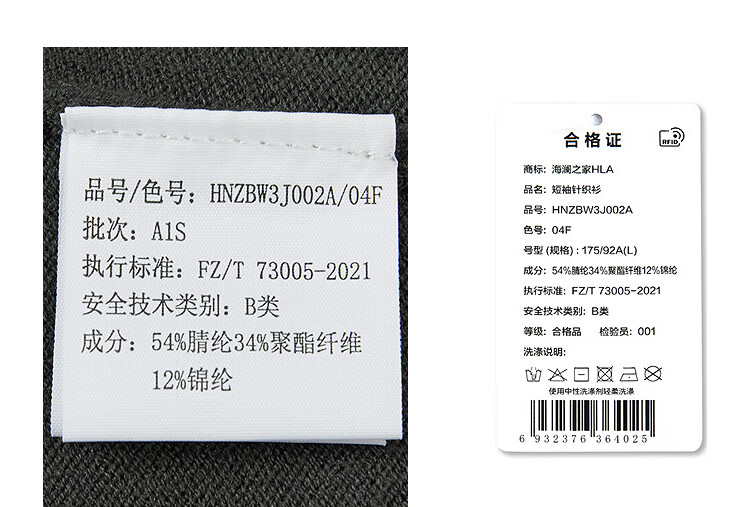 品号/色号: HNZBW3J002A/04F
批次: A1S
执行标准: FZ/T 73005-2021
安全技术类别: B类
成分: 54%腈纶34%聚酯纤维
12%锦纶
合格证
RFID
商标: 海澜之家HLA
品名: 短袖针织衫
品号: HNZBW3J002A
色号: 04F
号型 (规格) : 175/92A(L)
成分: 54%腈纶34%聚酯纤维12%锦纶
执行标准: FZ/T 73005-2021
安全技术类别: B类
等级: 合格品 检验员: 001
洗涤说明:
使用中性洗涤剂轻柔洗涤
6 932376 364025